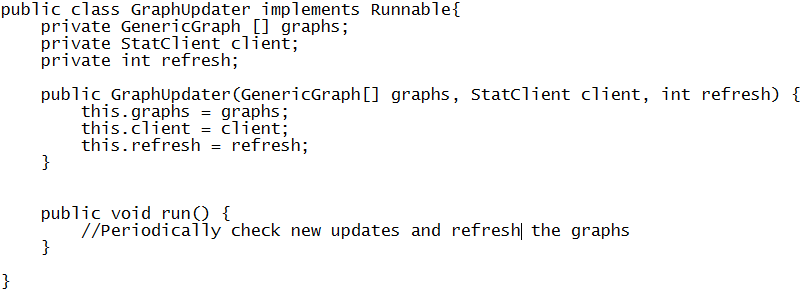 public class GraphUpdater implements Runnable{
    private GenericGraph [] graphs;
    private StatClient client;
    private int refresh;

    public GraphUpdater(GenericGraph[] graphs, StatClient client, int refresh) {
        this.graphs = graphs;
        this.client = client;
        this.refresh = refresh;
    }


    public void run() {
        //Periodically check new updates and refresh the graphs
    }

}